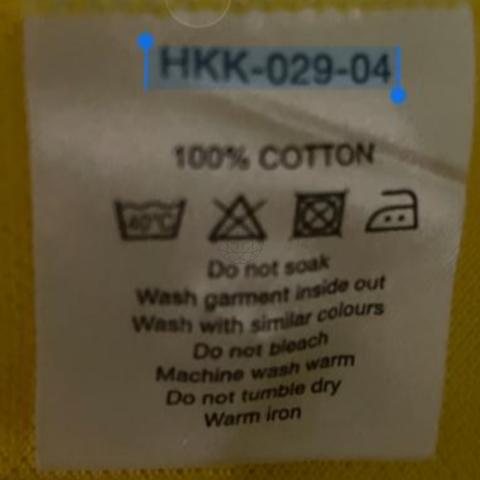 HKK-029-04
100% COTTON
40°C
Do not soak
Wash garment inside out
Wash with similar colours
Do not bleach
Machine wash warm
Do not tumble dry
Warm iron